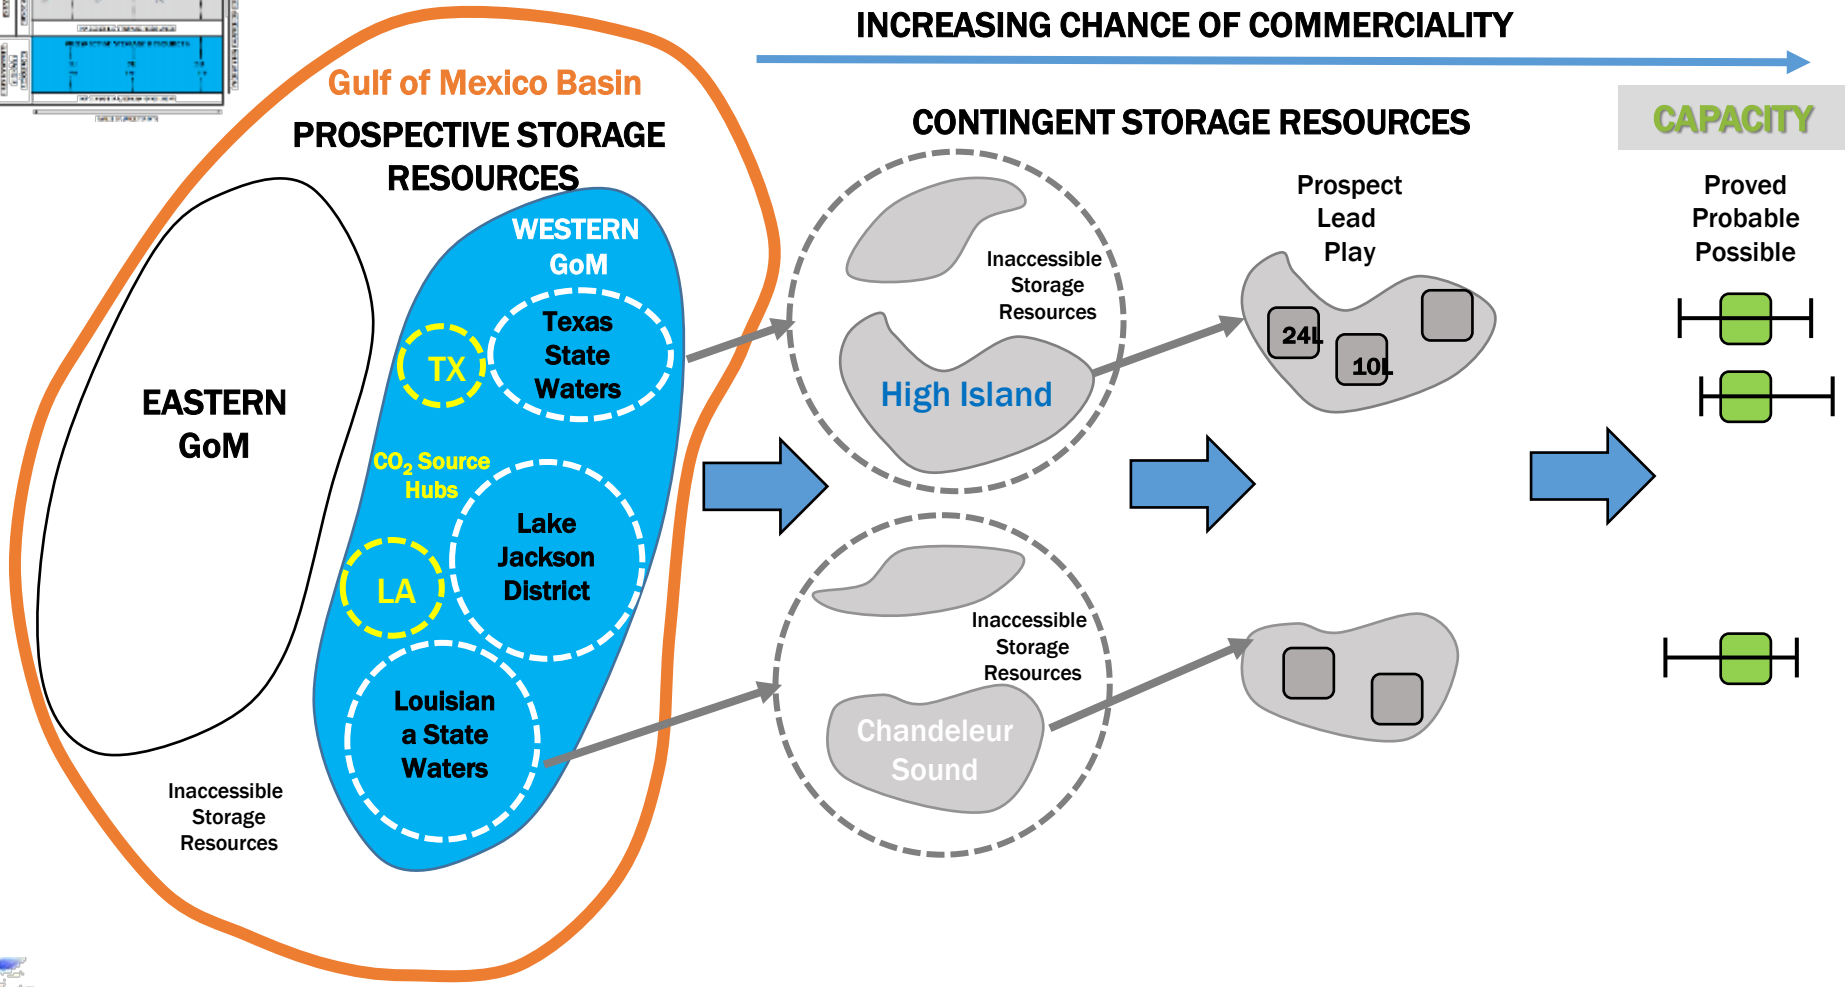 INCREASING CHANCE OF COMMERCIALITY
Gulf of Mexico Basin
PROSPECTIVE STORAGE
RESOURCES
CONTINGENT STORAGE RESOURCES
CAPACITY
EASTERN
GoM
WESTERN
GoM
Texas
State
Waters
TX
CO₂ Source
Hubs
Lake
Jackson
District
LA
Louisian
a State
Waters
Inaccessible
Storage
Resources
Inaccessible
Storage
Resources
High Island
Inaccessible
Storage
Resources
Chandeleur
Sound
Prospect
Lead
Play
24L
10L
Proved
Probable
Possible